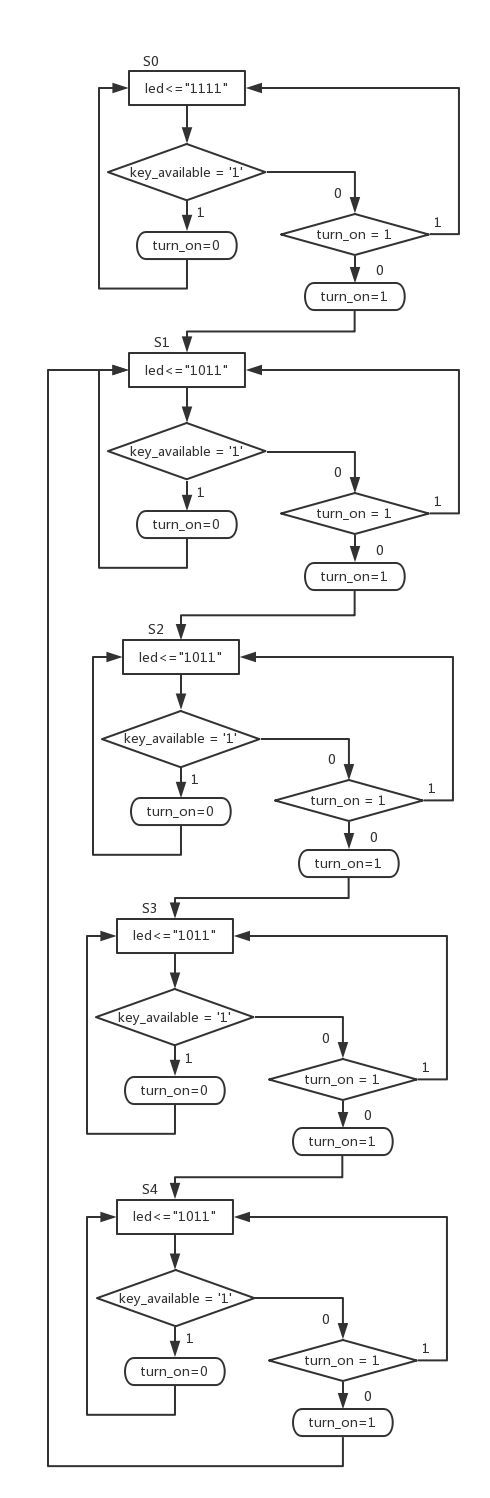 S0
led<="1111"
key_available = '1'
0
1
turn_on = 1
1
turn_on=0
0
turn_on=1
S1
led<="1011"
key_available = '1'
0
1
turn_on = 1
1
turn_on=0
0
turn_on=1
S2
led<="1011"
key_available = '1'
0
1
turn_on = 1
1
turn_on=0
0
turn_on=1
S3
led<="1011"
key_available = '1'
0
1
turn_on = 1
1
turn_on=0
0
turn_on=1
S4
led<="1011"
key_available = '1'
0
1
turn_on = 1
1
turn_on=0
0
turn_on=1